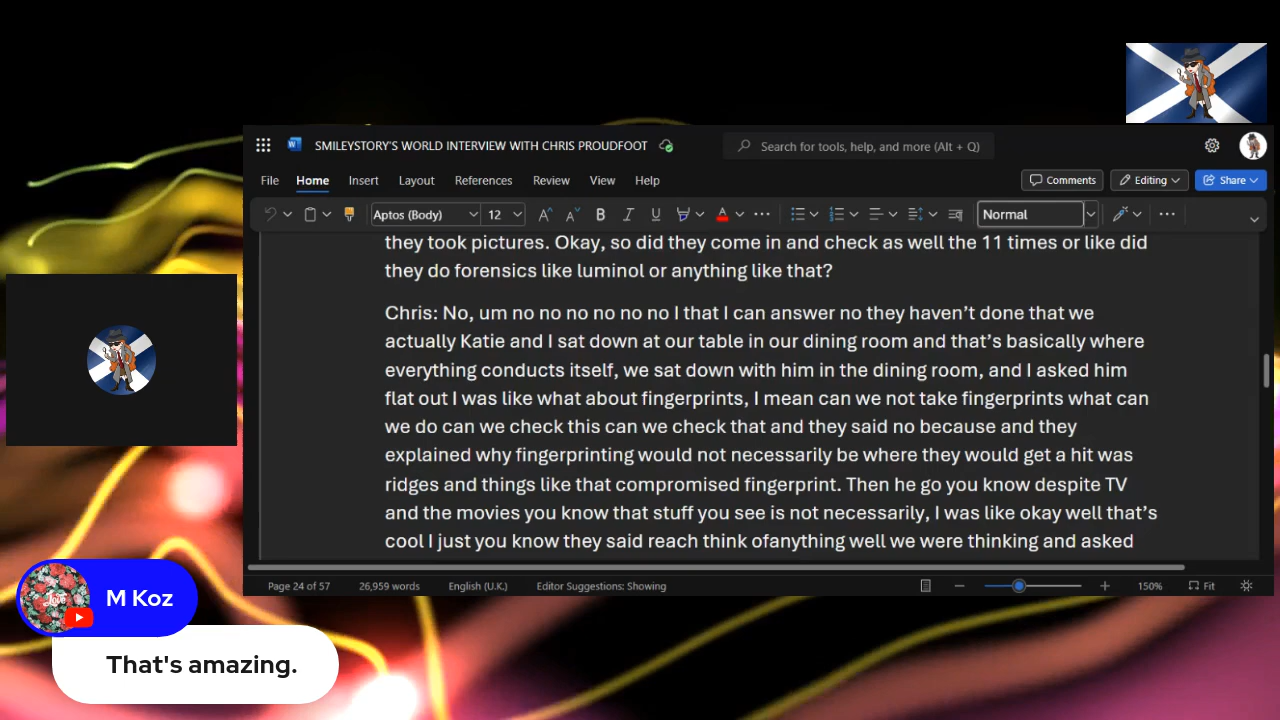 SMILEYSTORY'S WORLD INTERVIEW WITH CHRIS PROUDFOOT
Search for tools, help, and more (Alt + Q)
File Home Insert Layout References Review View Help Comments Editing Share
Aptos (Body) 12 B I U A Normal
they took pictures. Okay, so did they come in and check as well the 11 times or like did
they do forensics like luminol or anything like that?
Chris: No, um no no no no no no I that I can answer no they haven't done that we
actually Katie and I sat down at our table in our dining room and that's basically where
everything conducts itself, we sat down with him in the dining room, and I asked him
flat out I was like what about fingerprints, I mean can we not take fingerprints what can
we do can we check this can we check that and they said no because and they
explained why fingerprinting would not necessarily be where they would get a hit was
ridges and things like that compromised fingerprint. Then he go you know despite TV
and the movies you know that stuff you see is not necessarily, I was like okay well that's
cool I just you know they said reach think ofanything well we were thinking and asked
Page 24 of 57 26,959 words English (U.K.) Editor Suggestions: Showing 150% Fit
M Koz
That's amazing.